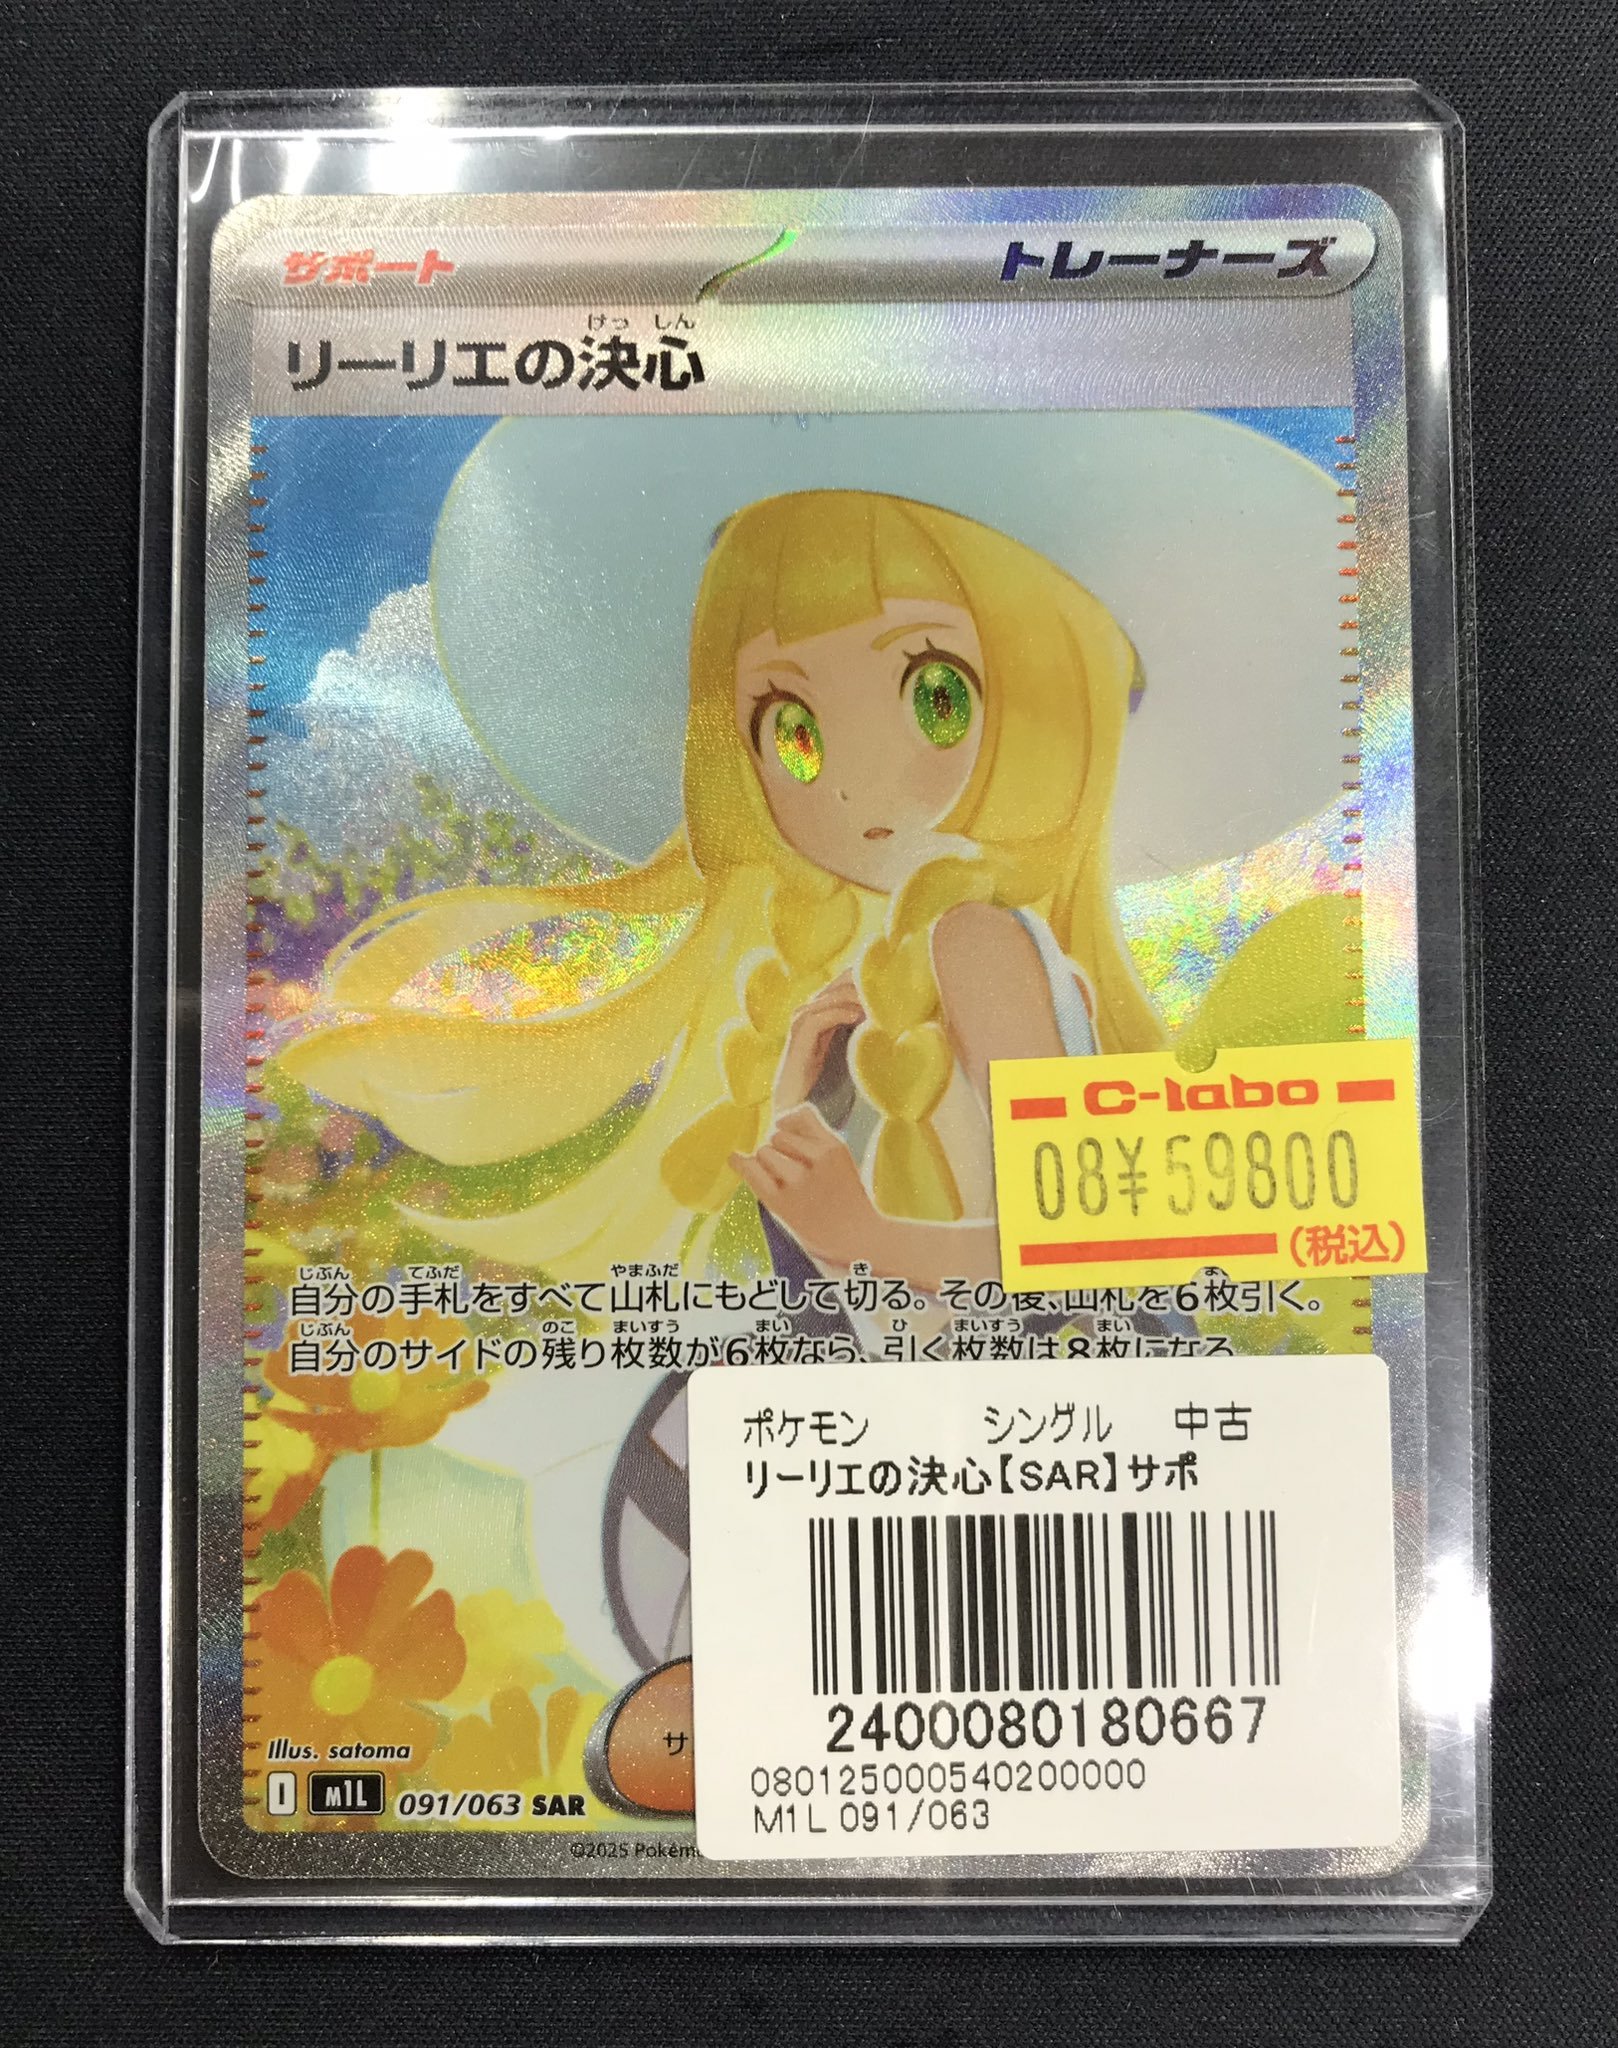 サポート
トレーナーズ
けっ しん
リーリエの決心
C-labo
08¥59800
(税込)
じぶん てふだ やまふだ き
自分の手札をすべて山札にもどして切る。その後、山札を6枚引く。
じぶん のこ まいすう まい ひ まいすう まい
自分のサイドの残り枚数が6枚なら、引く枚数は8枚になる
ポケモン シングル 中古
リーリエの決心【SAR】サポ
2400080180667
080125000540200000
M1L 091/063
サ
Illus. satoma
I M1L 091/063 SAR
©2025 Pokém